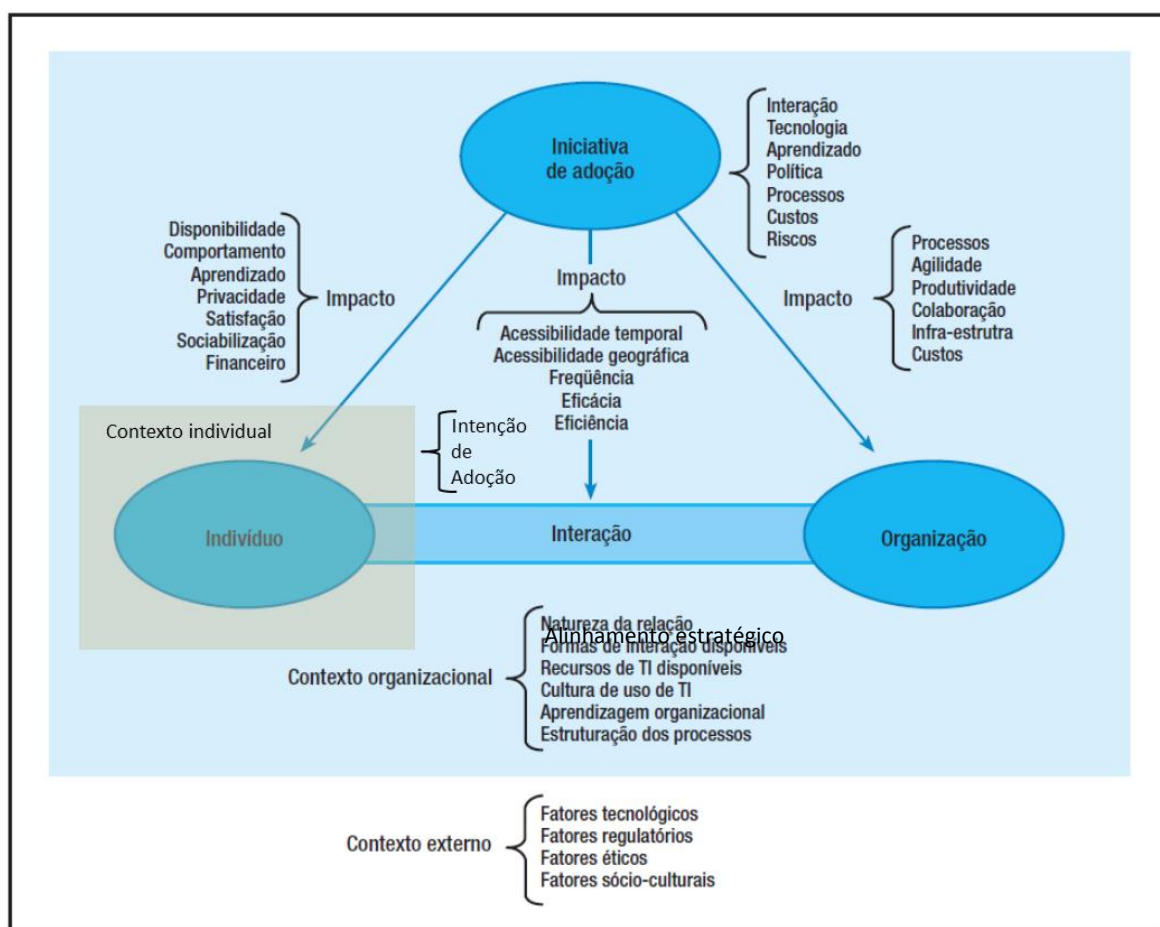 Iniciativa
de adoção
Interação
Tecnologia
Aprendizado
Política
Processos
Custos
Riscos
Disponibilidade
Comportamento
Aprendizado
Privacidade
Satisfação
Sociabilização
Financeiro
Impacto
Impacto
Acessibilidade temporal
Acessibilidade geográfica
Freqüência
Eficácia
Eficiência
Impacto
Processos
Agilidade
Produtividade
Colaboração
Infra-estrutra
Custos
Contexto individual
Intenção
de
Adoção
Indivíduo
Interação
Organização
Contexto organizacional
Natureza da relação
Alinhamento estratégico
Formas de interação disponíveis
Recursos de TI disponíveis
Cultura de uso de TI
Aprendizagem organizacional
Estruturação dos processos
Contexto externo
Fatores tecnológicos
Fatores regulatórios
Fatores éticos
Fatores sócio-culturais